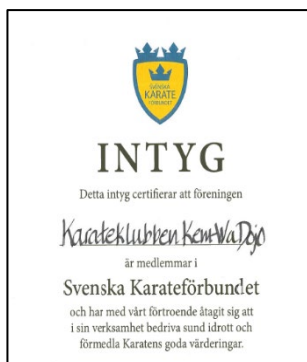 SVENSKA
KARATE
FÖRBUNDET
INTYG
Detta intyg certifierar att föreningen
Karateklubben Ken-Wa Dojo
är medlemmar i
Svenska Karateförbundet
och har med vårt förtroende åtagit sig att
i sin verksamhet bedriva sund idrott och
förmedla Karatens goda värderingar.